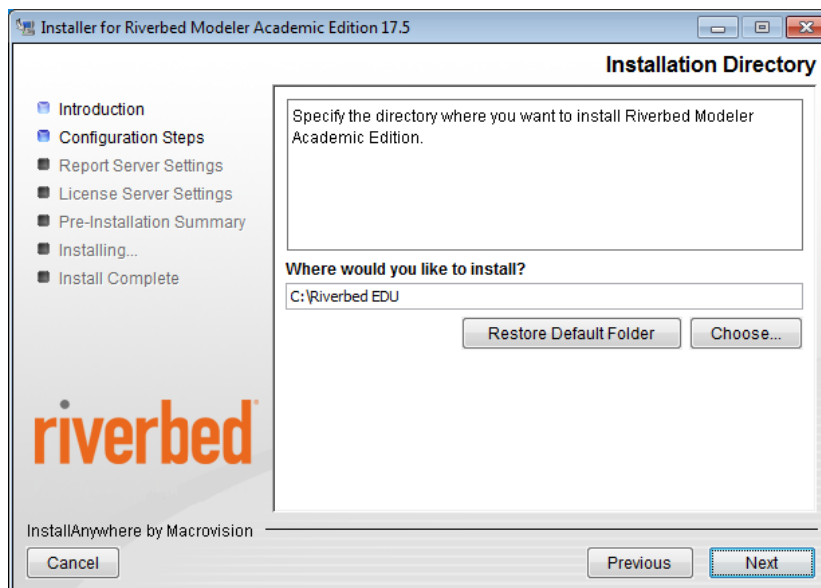 Installer for Riverbed Modeler Academic Edition 17.5
Installation Directory
Introduction
Configuration Steps
Report Server Settings
License Server Settings
Pre-Installation Summary
Installing...
Install Complete
Specify the directory where you want to install Riverbed Modeler
Academic Edition.
Where would you like to install?
C:\Riverbed EDU
Restore Default Folder
Choose...
riverbed
InstallAnywhere by Macrovision
Cancel
Previous
Next